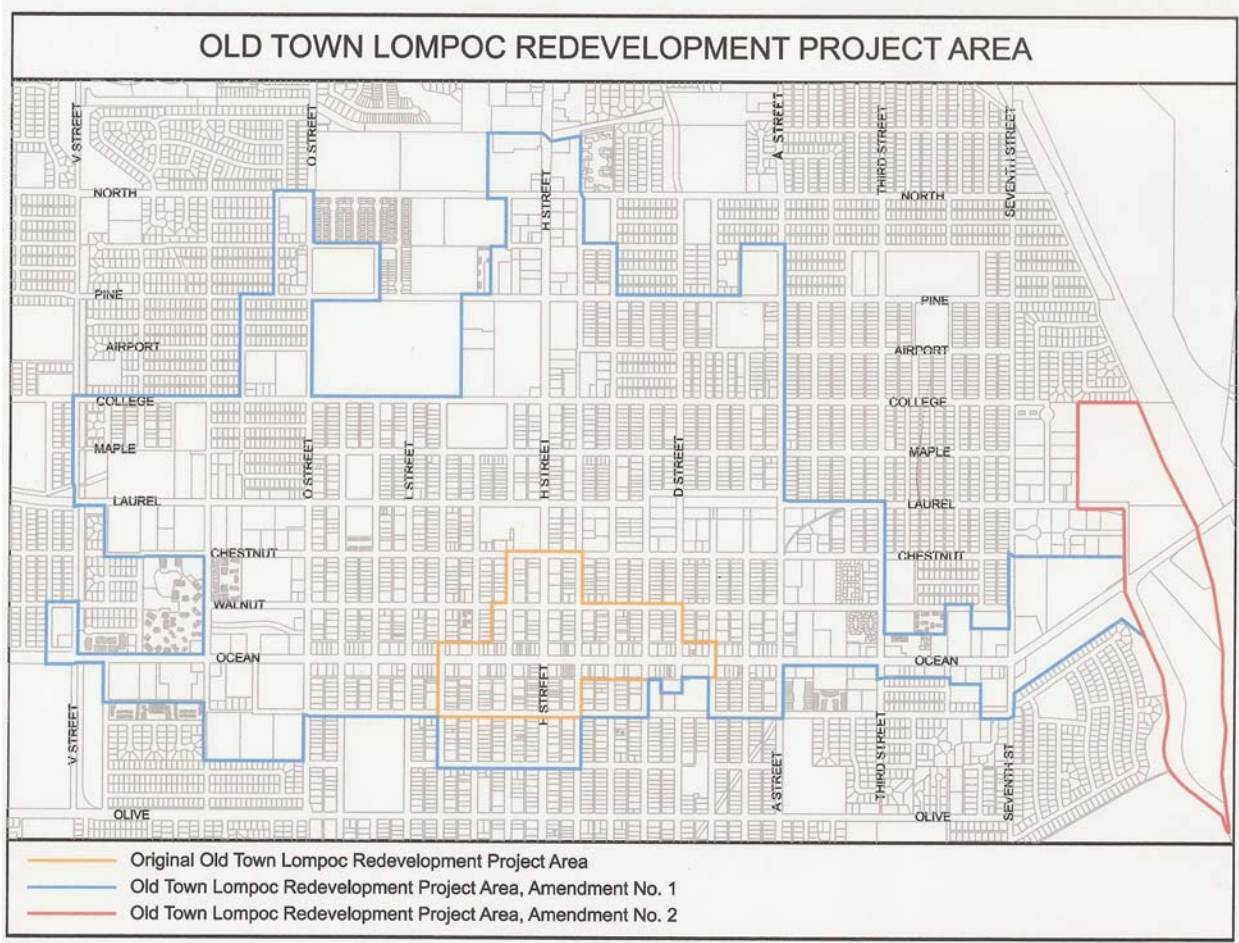 OLD TOWN LOMPOC REDEVELOPMENT PROJECT AREA
V STREET
O STREET
H STREET
A STREET
THIRD STREET
SEVENTH STREET
NORTH
NORTH
PINE
PINE
AIRPORT
AIRPORT
COLLEGE
COLLEGE
MAPLE
MAPLE
O STREET
H STREET
D STREET
LAUREL
LAUREL
CHESTNUT
CHESTNUT
WALNUT
OCEAN
OCEAN
V STREET
A STREET
THIRD STREET
SEVENTH ST
OLIVE
OLIVE
Original Old Town Lompoc Redevelopment Project Area
Old Town Lompoc Redevelopment Project Area, Amendment No. 1
Old Town Lompoc Redevelopment Project Area, Amendment No. 2